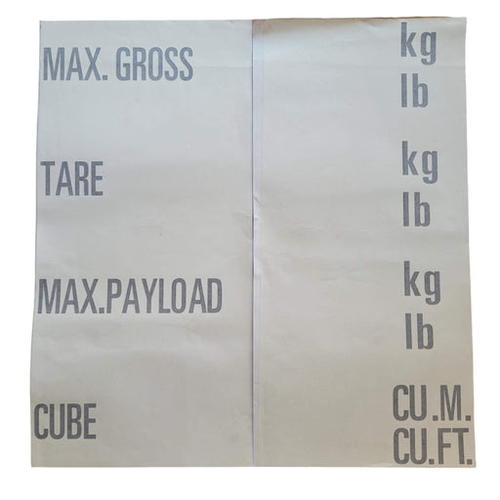 MAX. GROSS kg
lb
TARE kg
lb
MAX.PAYLOAD kg
lb
CUBE CU.M.
CU.FT.